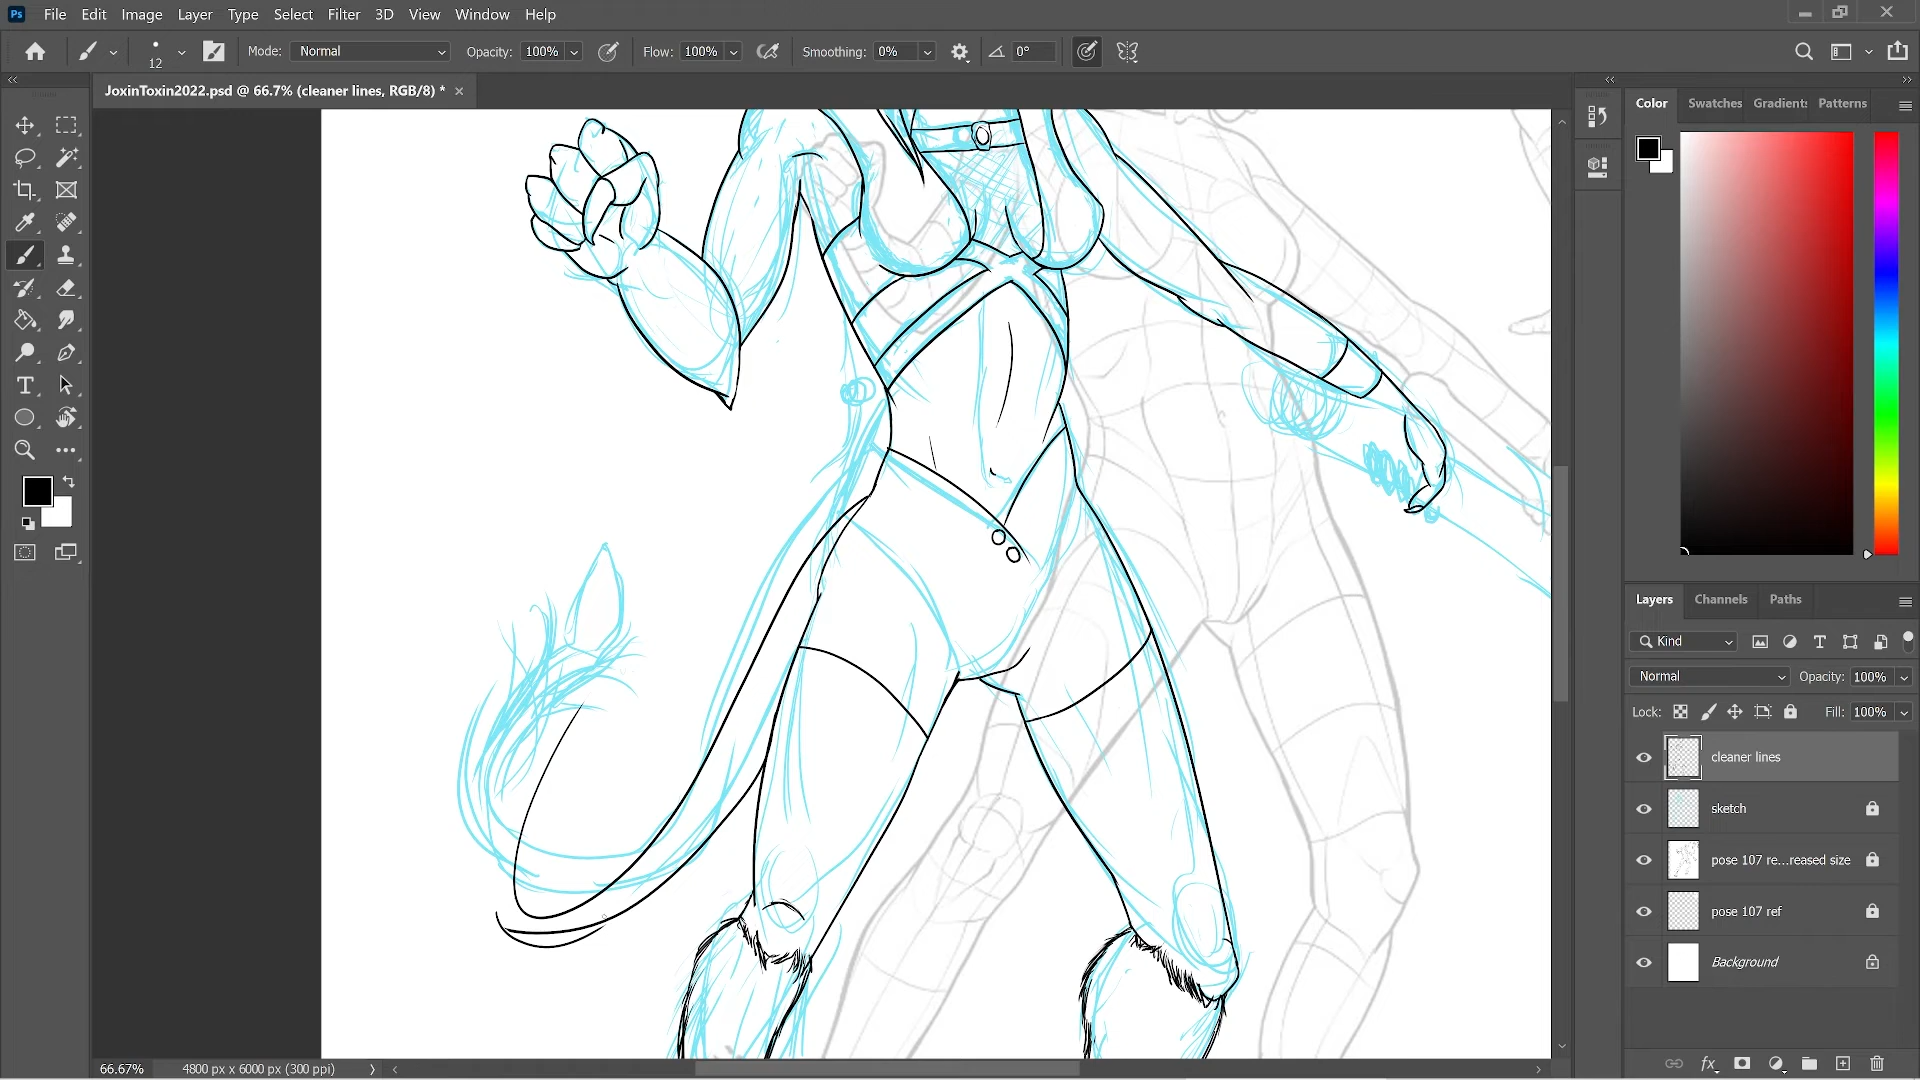 Ps File Edit Image Layer Type Select Filter 3D View Window Help
12 Mode: Normal Opacity: 100% Flow: 100% Smoothing: 0% 0°
JoxinToxin2022.psd @ 66.7% (cleaner lines, RGB/8) *
Color Swatches Gradients Patterns
Layers Channels Paths
Kind
Normal Opacity: 100%
Lock: Fill: 100%
cleaner lines
sketch
pose 107 re...reased size
pose 107 ref
Background
66.67% 4800 px x 6000 px (300 ppi)